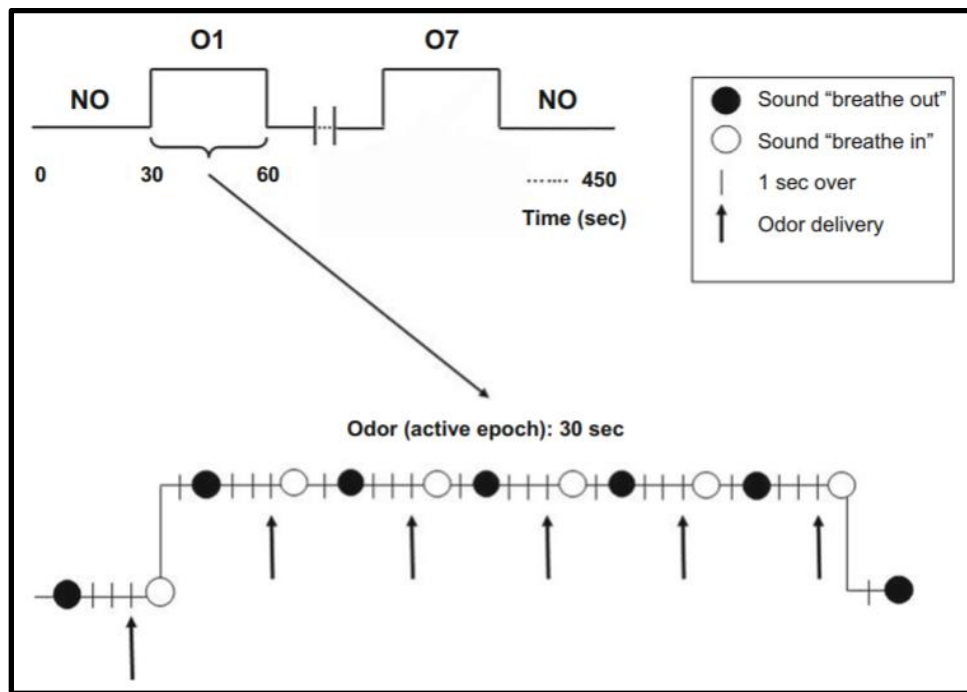 O1
O7
NO
NO
0
30
60
450
Time (sec)
Sound “breathe out”
Sound “breathe in”
1 sec over
Odor delivery
Odor (active epoch): 30 sec